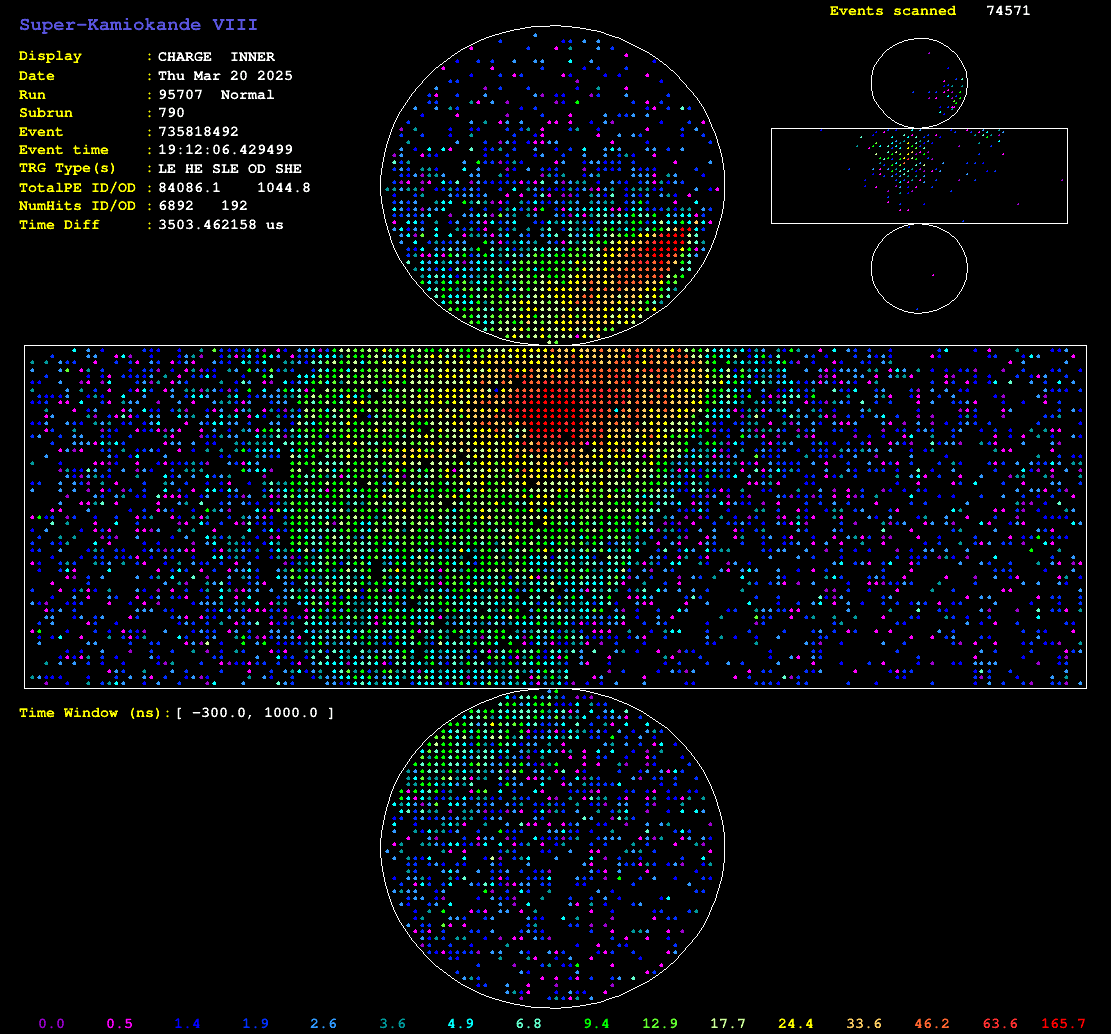 Super-Kamiokande VIII
Display : CHARGE INNER
Date : Thu Mar 20 2025
Run : 95707 Normal
Subrun : 790
Event : 735818492
Event time : 19:12:06.429499
TRG Type(s) : LE HE SLE OD SHE
TotalPE ID/OD : 84086.1 1044.8
NumHits ID/OD : 6892 192
Time Diff : 3503.462158 us
Events scanned 74571
Time Window (ns):[ -300.0, 1000.0 ]
0.0 0.5 1.4 1.9 2.6 3.6 4.9 6.8 9.4 12.9 17.7 24.4 33.6 46.2 63.6 165.7